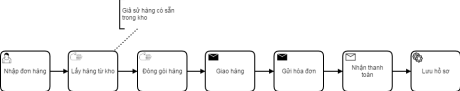 Giả sử hàng có sẵn
trong kho
Nhập đơn hàng
Lấy hàng từ kho
Đóng gói hàng
Giao hàng
Gửi hóa đơn
Nhận thanh
toán
Lưu hồ sơ